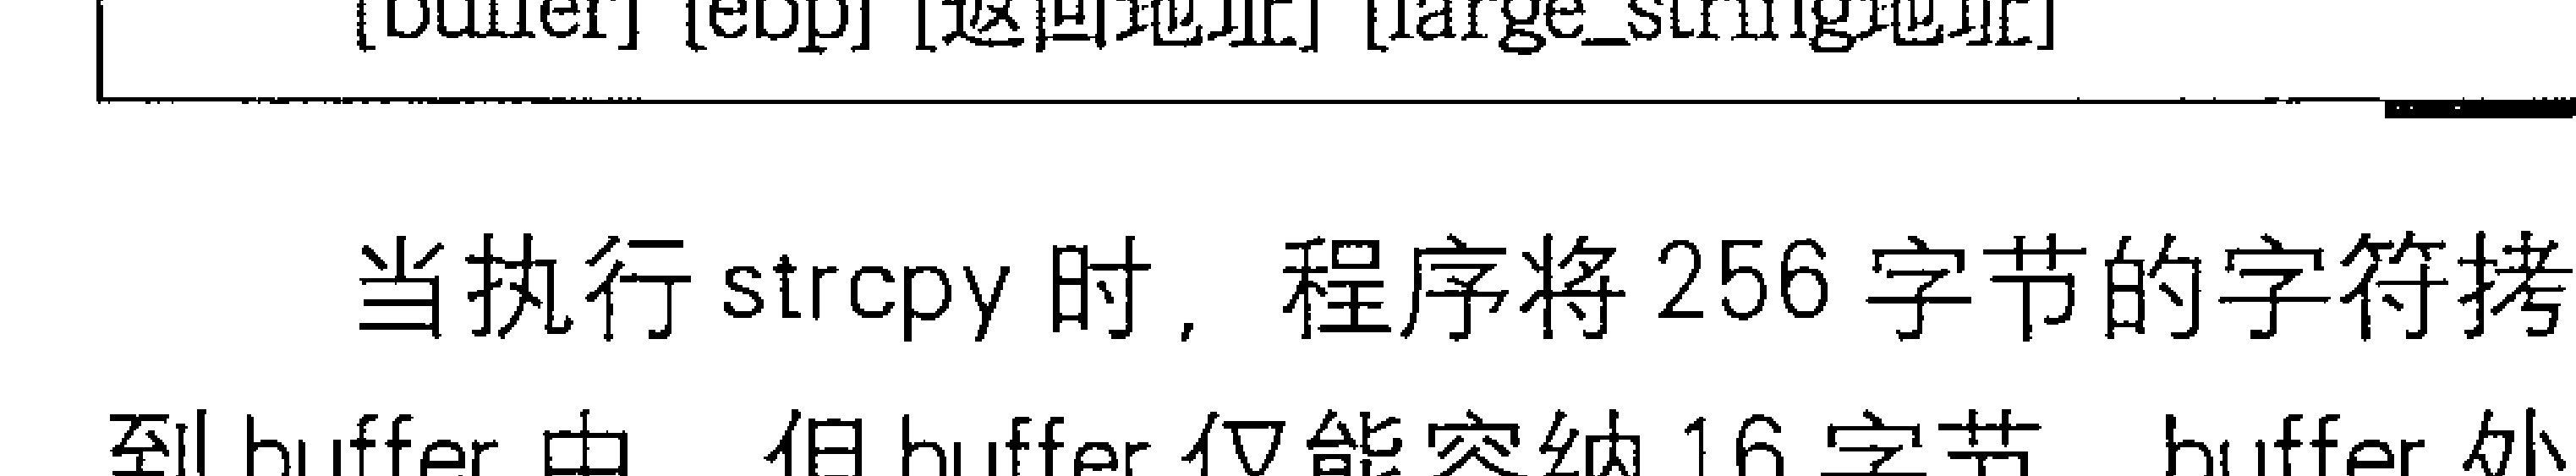 [buffer] [ebp] [返回地址] [large_string地址]
当执行 strcpy 时，程序将 256 字节的字符拷
到 buffer 中，但 buffer 仅能容纳 16 字节，buffer 处